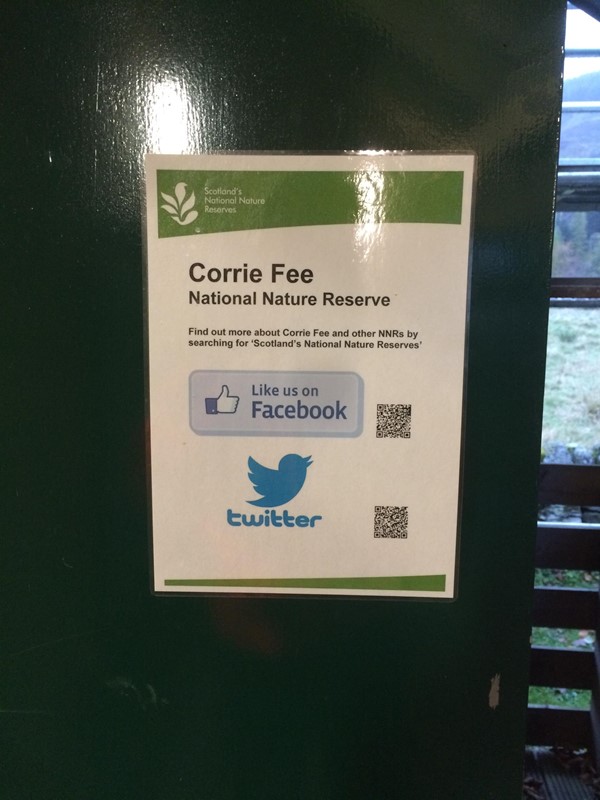 Scotland's
National Nature
Reserves
Corrie Fee
National Nature Reserve
Find out more about Corrie Fee and other NNRs by
searching for 'Scotland's National Nature Reserves'
Like us on
Facebook
twitter